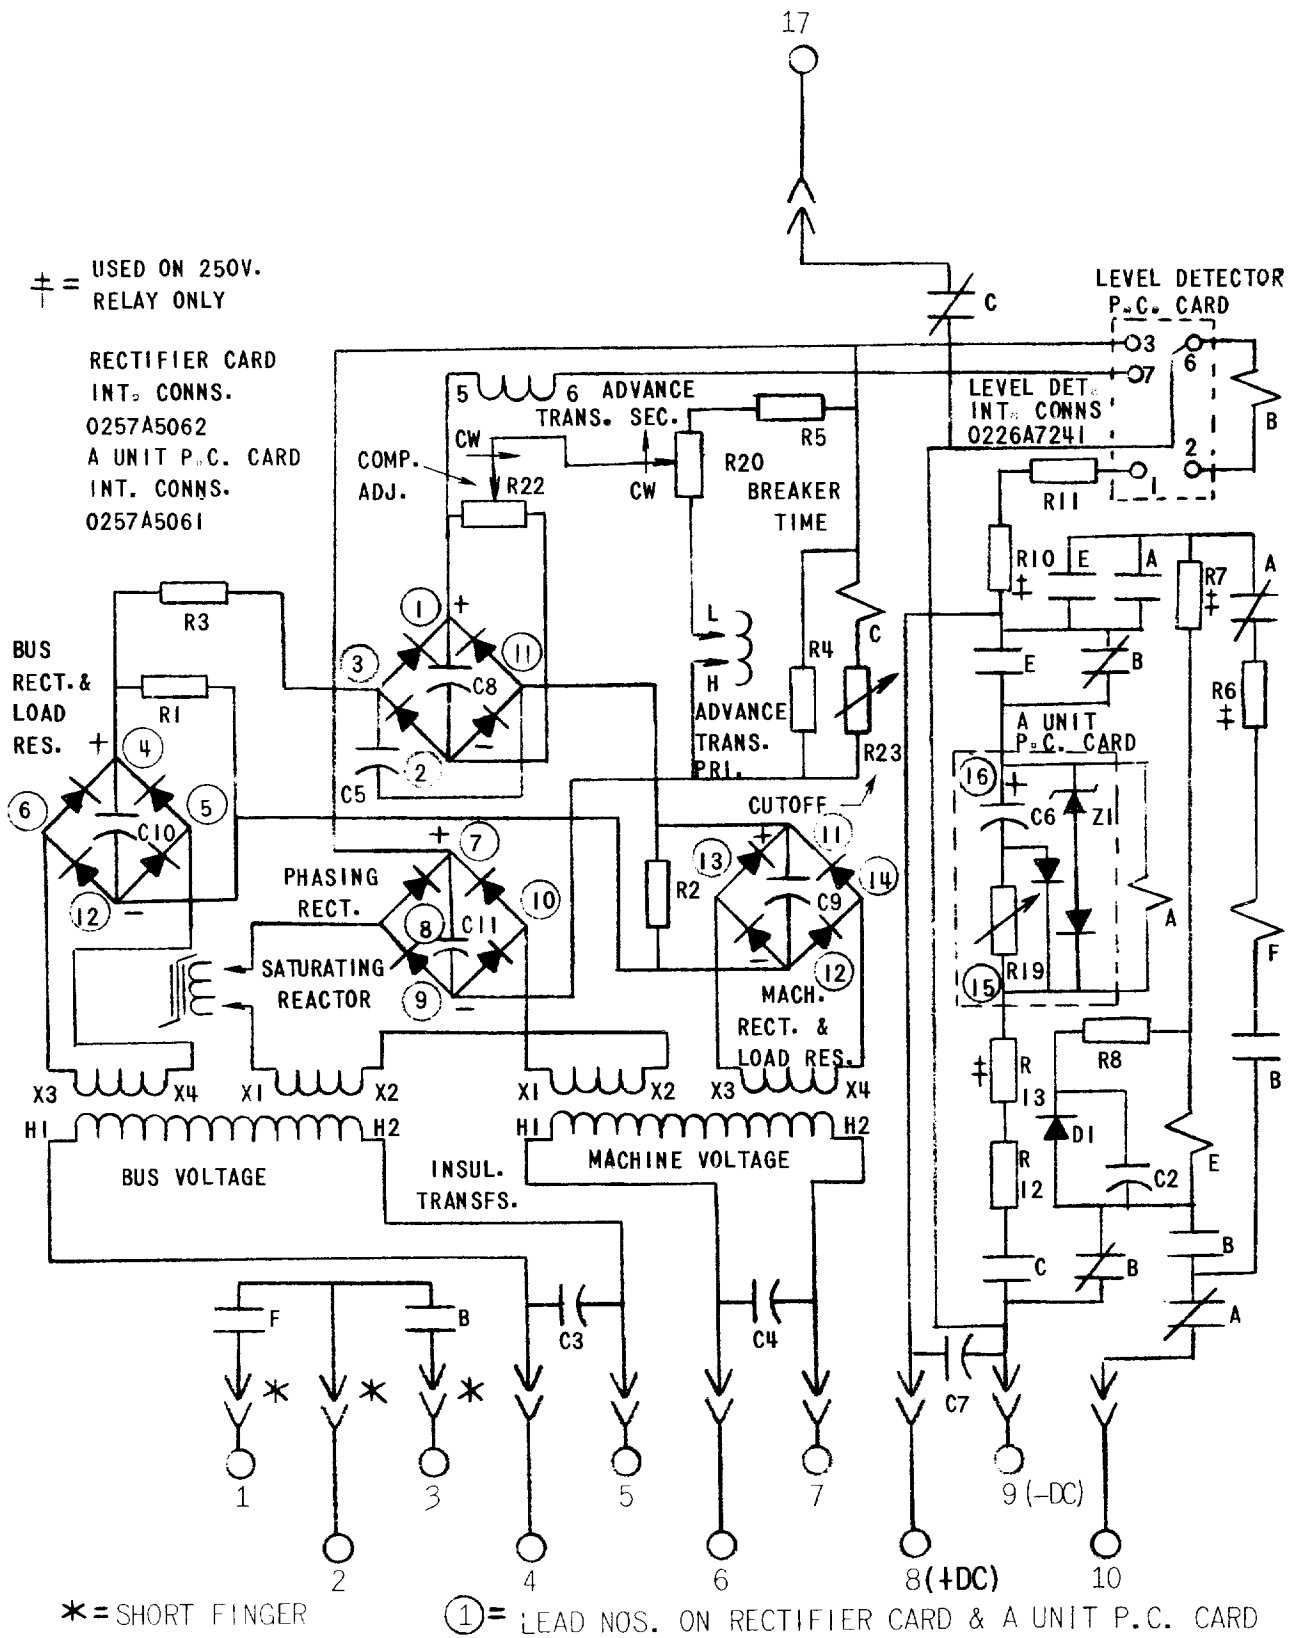 17
‡ = USED ON 250V.
RELAY ONLY
RECTIFIER CARD
INT. CONNS.
0257A5062
A UNIT P.C. CARD
INT. CONNS.
0257A5061
C
LEVEL DETECTOR
P.C. CARD
3
6
7
5
6
ADVANCE
TRANS. SEC.
LEVEL DET.
INT. CONNS
0226A7241
B
R5
CW
COMP.
ADJ.
R22
CW
R20
BREAKER
TIME
R11
1
2
R10
‡
E
A
R7
‡
A
R3
1
+
L
C
E
B
R4
BUS
RECT. &
LOAD
RES.
3
11
C8
H
R6
‡
R1
ADVANCE
TRANS.
PRI.
R23
A UNIT
P.C. CARD
+
4
-
2
C5
16
+
6
5
C10
CUTOFF
C6
Z1
+
7
+
11
13
14
12
-
PHASING
RECT.
8
C11
10
R2
C9
A
F
SATURATING
REACTOR
9
-
-
12
MACH.
RECT. &
LOAD RES.
15
R19
R8
B
X3
X4
X1
X2
X1
X2
X3
X4
‡
R
13
H1
H2
H1
H2
D1
BUS VOLTAGE
INSUL.
TRANSFS.
MACHINE VOLTAGE
R
12
C2
E
C
B
B
F
B
C3
C4
A
*
*
*
C7
1
3
5
7
9 (-DC)
2
4
6
8(+DC)
10
* = SHORT FINGER
1 = LEAD NOS. ON RECTIFIER CARD & A UNIT P.C. CARD